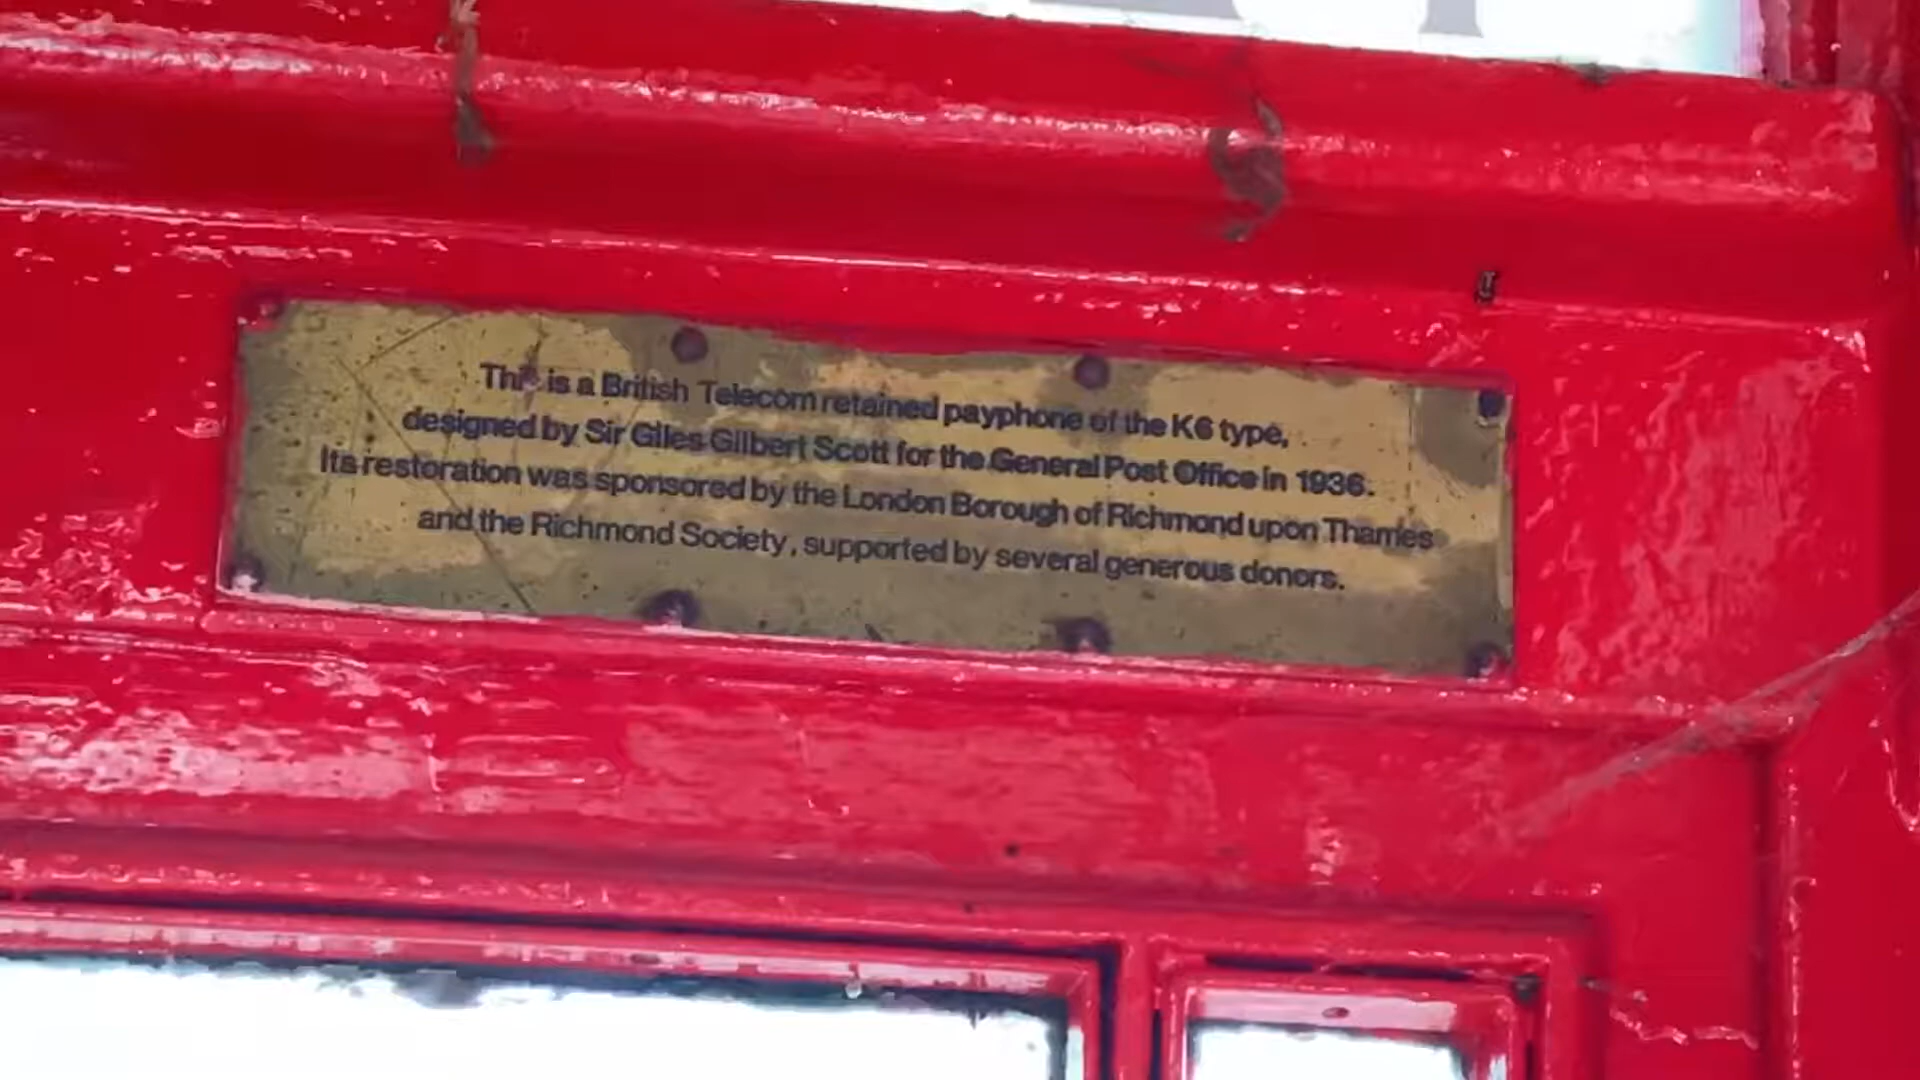 This is a British Telecom retained payphone of the K6 type,
designed by Sir Giles Gilbert Scott for the General Post Office in 1936.
Its restoration was sponsored by the London Borough of Richmond upon Thames
and the Richmond Society, supported by several generous donors.